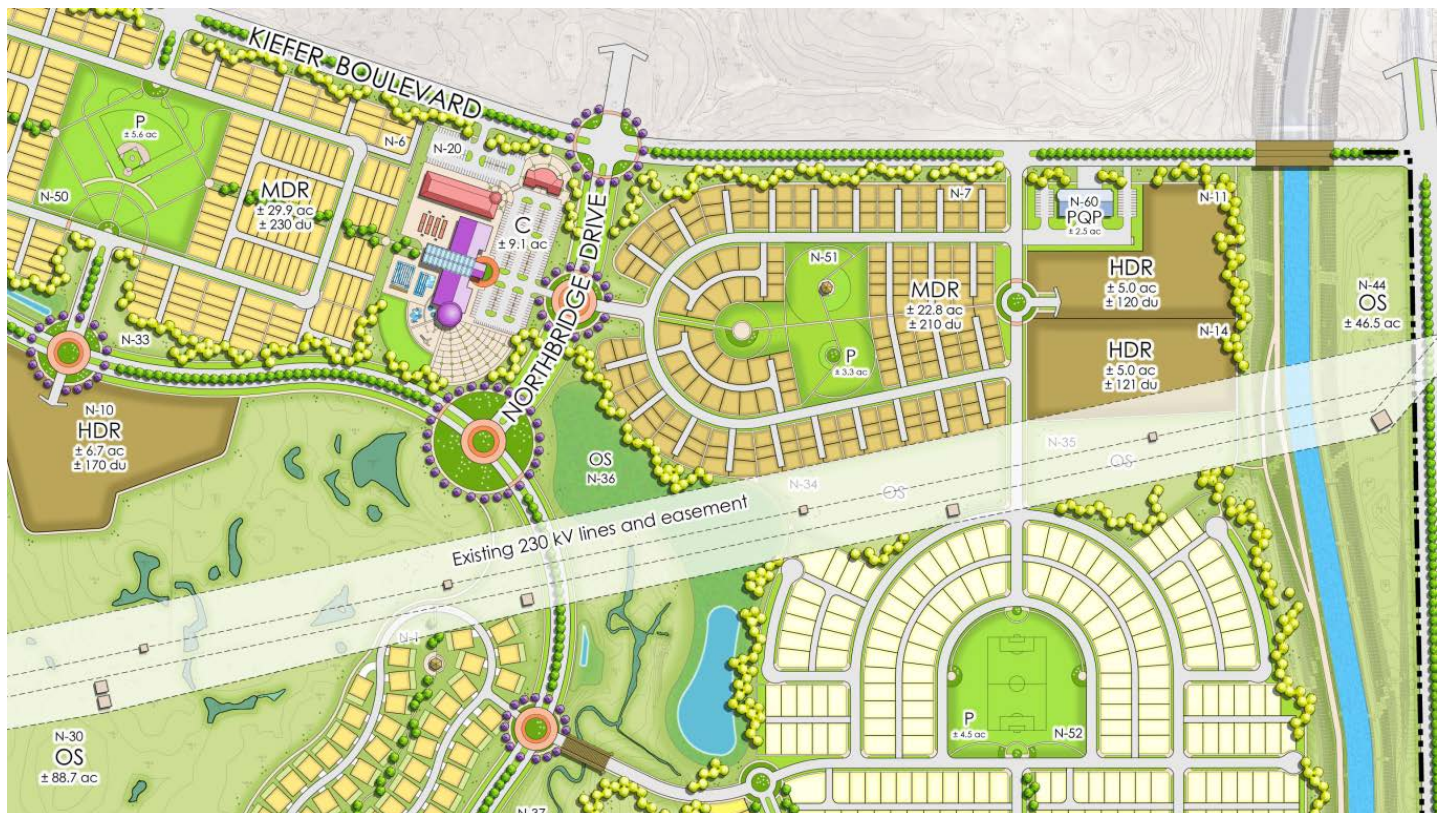 KIEFER BOULEVARD
P
± 5.6 ac
N-6
N-20
N-50
MDR
± 29.9 ac
± 230 du
C
± 9.1 ac
NORTHBRIDGE DRIVE
N-7
N-60
PQP
± 2.5 ac
N-11
HDR
± 5.0 ac
± 120 du
N-51
MDR
± 22.8 ac
± 210 du
P
± 3.3 ac
N-14
HDR
± 5.0 ac
± 121 du
N-44
OS
± 46.5 ac
N-33
N-10
HDR
± 6.7 ac
± 170 du
OS
N-36
N-34
OS
N-35
OS
Existing 230 kV lines and easement
N-1
P
± 4.5 ac
N-52
N-30
OS
± 88.7 ac
N-37